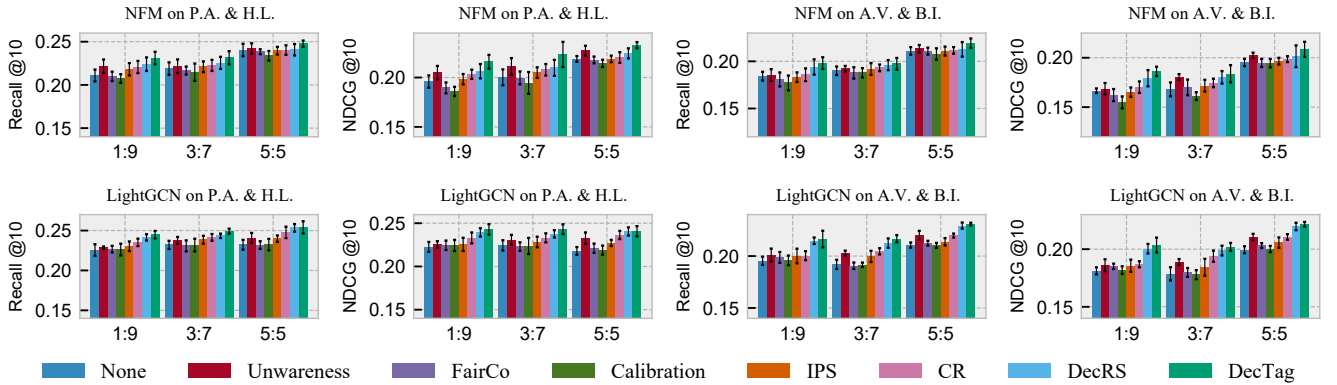 NFM on P.A. & H.L.
NFM on P.A. & H.L.
NFM on A.V. & B.I.
NFM on A.V. & B.I.
Recall @10
0.25
0.20
0.15
1:9 3:7 5:5
NDCG @10
0.20
0.15
1:9 3:7 5:5
Recall @10
0.20
0.15
1:9 3:7 5:5
NDCG @10
0.20
0.15
1:9 3:7 5:5
LightGCN on P.A. & H.L.
LightGCN on P.A. & H.L.
LightGCN on A.V. & B.I.
LightGCN on A.V. & B.I.
Recall @10
0.25
0.20
0.15
1:9 3:7 5:5
NDCG @10
0.25
0.20
0.15
1:9 3:7 5:5
Recall @10
0.20
0.15
1:9 3:7 5:5
NDCG @10
0.20
0.15
1:9 3:7 5:5
None Unwareness FairCo Calibration IPS CR DecRS DecTag